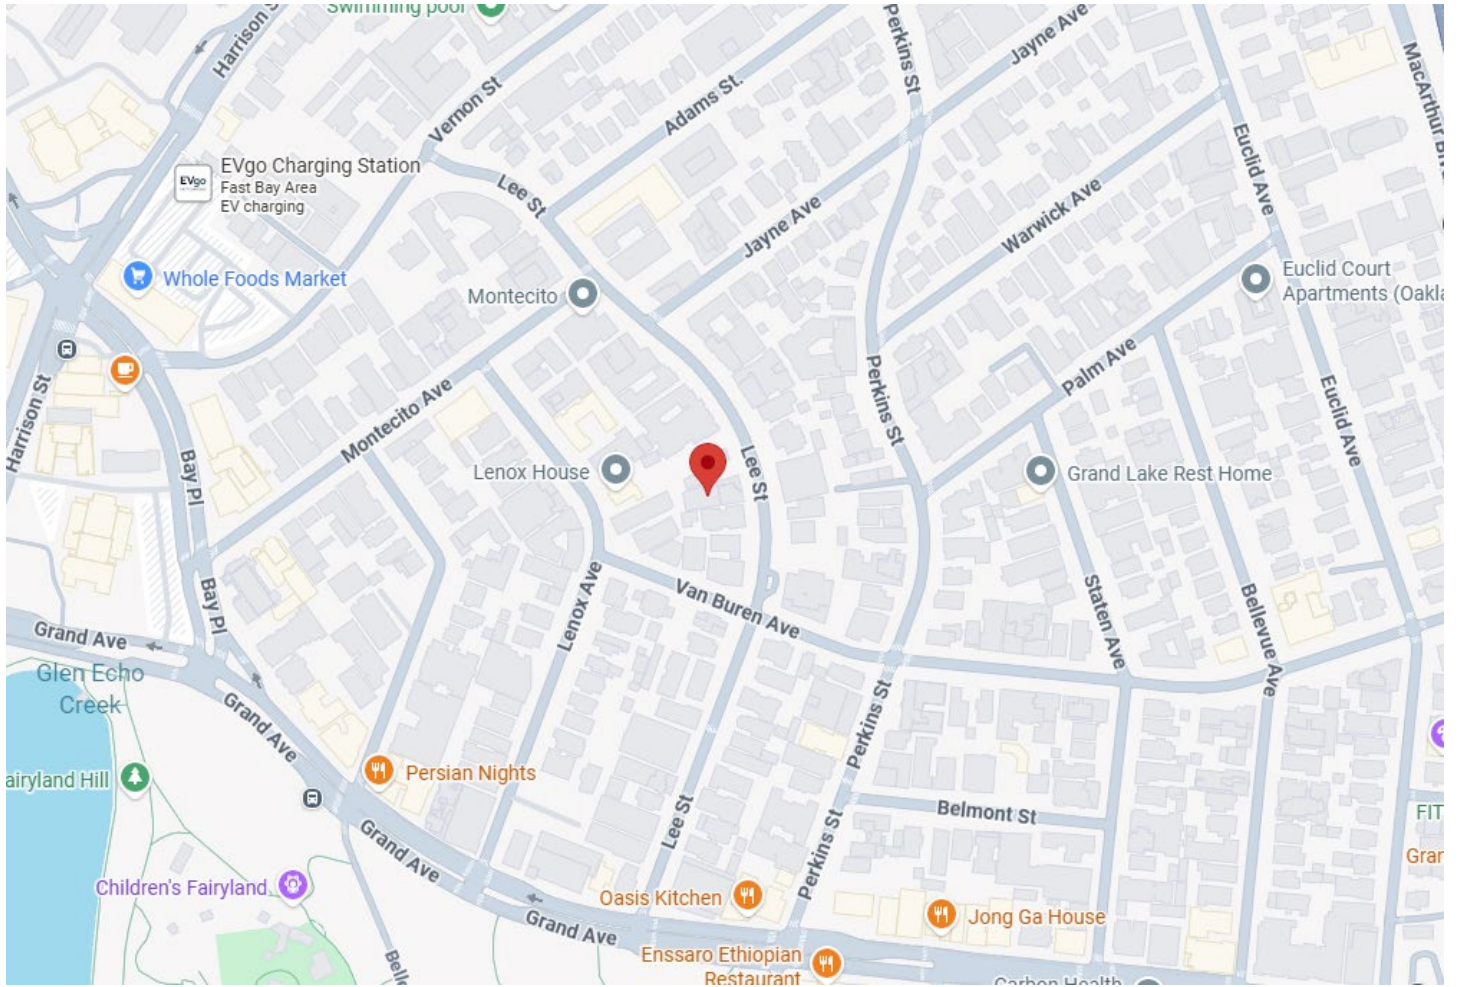 Swimming pool
Harrison S
Perkins St
Jayne Ave
MacArthur Blv
Vernon St
Adams St.
EVgo Charging Station
EVgo
Fast Bay Area
EV charging
Lee St
Euclid Ave
Jayne Ave
Warwick Ave
Whole Foods Market
Montecito
Euclid Court
Apartments (Oakla
Perkins St
Palm Ave
Harrison St
Montecito Ave
Euclid Ave
Bay Pl
Lenox House
Lee St
Grand Lake Rest Home
Bay Pl
Lenox Ave
Van Buren Ave
Staten Ave
Bellevue Ave
Grand Ave
Glen Echo
Creek
Grand Ave
Perkins St
Persian Nights
airyland Hill
Lee St
Belmont St
FIT
Perkins St
Grand Ave
Gran
Children's Fairyland
Oasis Kitchen
Jong Ga House
Grand Ave
Enssaro Ethiopian
Restaurant
Belle
Carbon Health